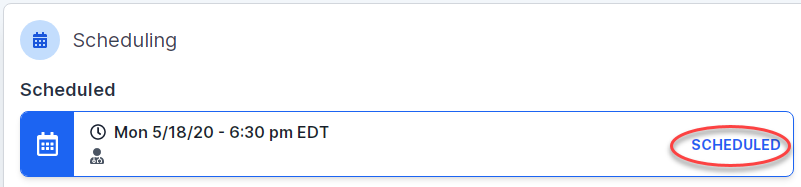 Scheduling
Scheduled
Mon 5/18/20 - 6:30 pm EDT
SCHEDULED